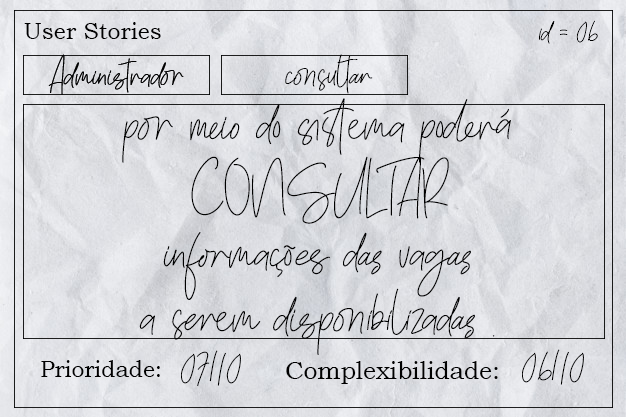 User Stories
id = 06
Administrador
consultar
por meio do sistema poderá
CONSULTAR
informações das vagas
a serem disponibilizadas .
Prioridade: 07/10
Complexibilidade: 06/10